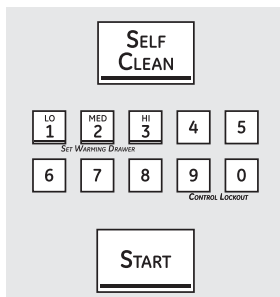 SELF
CLEAN
LO MED HI
1 2 3 4 5
SET WARMING DRAWER
6 7 8 9 0
CONTROL LOCKOUT
START